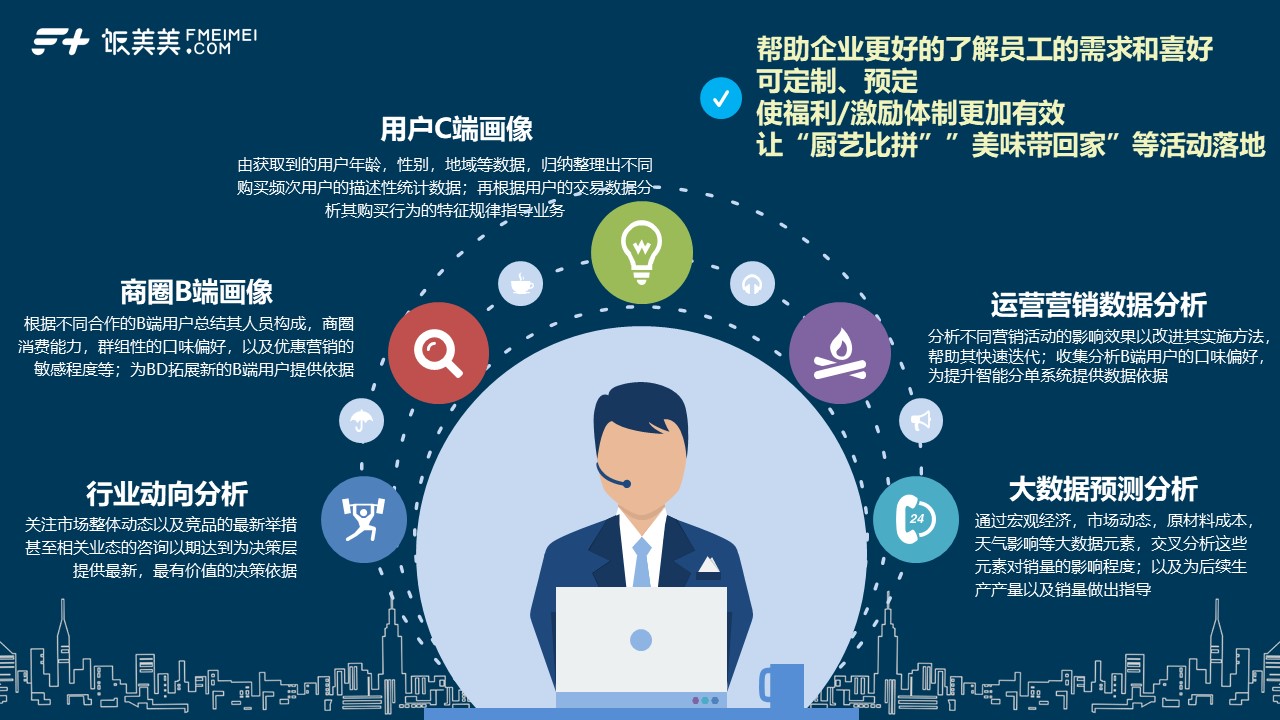 饭美美 FMEIMEI
.COM
帮助企业更好的了解员工的需求和喜好
可定制、预定
使福利/激励体制更加有效
让“厨艺比拼””美味带回家”等活动落地
用户C端画像
由获取到的用户年龄，性别，地域等数据，归纳整理出不同
购买频次用户的描述性统计数据；再根据用户的交易数据分
析其购买行为的特征规律指导业务
商圈B端画像
根据不同合作的B端用户总结其人员构成，商圈
消费能力，群组性的口味偏好，以及优惠营销的
敏感程度等；为BD拓展新的B端用户提供依据
运营营销数据分析
分析不同营销活动的影响效果以改进其实施方法，
帮助其快速迭代；收集分析B端用户的口味偏好，
为提升智能分单系统提供数据依据
行业动向分析
关注市场整体动态以及竞品的最新举措
甚至相关业态的咨询以期达到为决策层
提供最新，最有价值的决策依据
24
大数据预测分析
通过宏观经济，市场动态，原材料成本，
天气影响等大数据元素，交叉分析这些
元素对销量的影响程度；以及为后续生
产产量以及销量做出指导